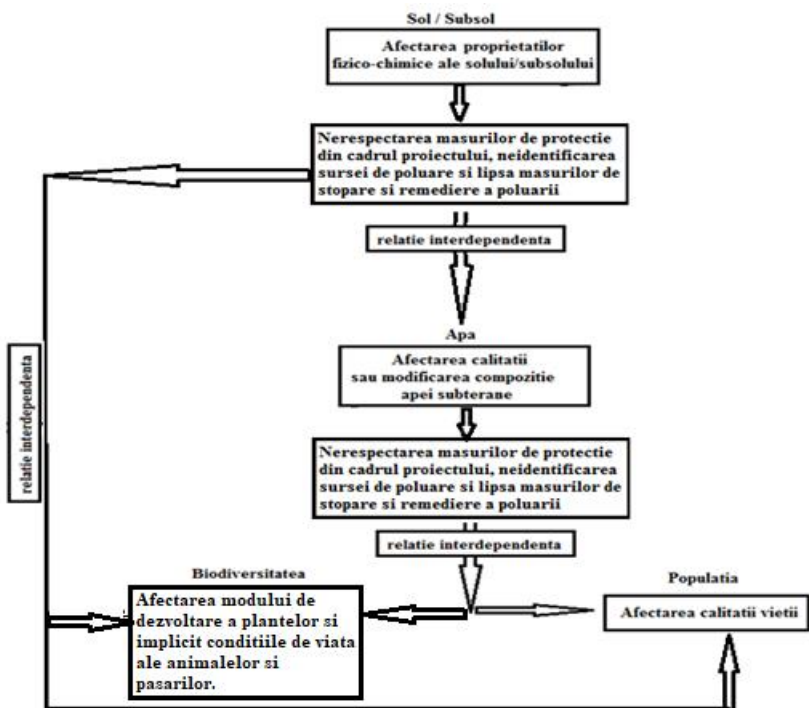 Sol / Subsol
Afectarea proprietatilor
fizico-chimice ale solului/subsolului
Nerespectarea masurilor de protectie
din cadrul proiectului, neidentificarea
sursei de poluare si lipsa masurilor de
stopare si remediere a poluarii
relatie interdependenta
Apa
Afectarea calitatii
sau modificarea compozitie
apei subterane
relatie interdependenta
Nerespectarea masurilor de protectie
din cadrul proiectului, neidentificarea
sursei de poluare si lipsa masurilor de
stopare si remediere a poluarii
relatie interdependenta
Biodiversitatea
Afectarea modului de
dezvoltare a plantelor si
implicit conditiile de viata
ale animalelor si
pasarilor.
Populatia
Afectarea calitatii vietii